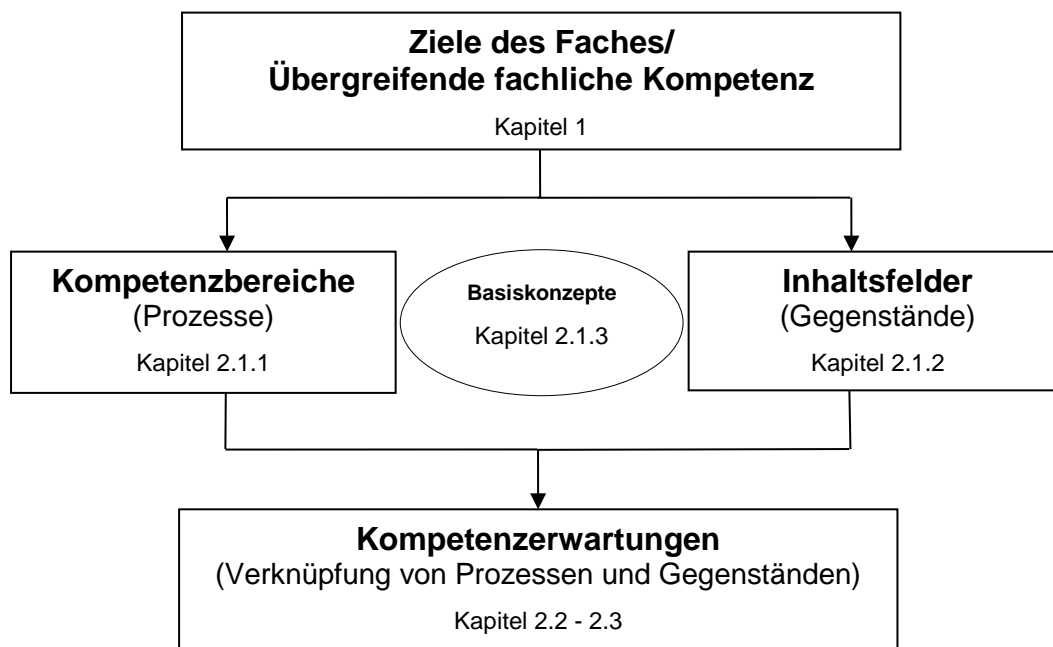 Ziele des Faches/
Übergreifende fachliche Kompetenz
Kapitel 1
Kompetenzbereiche
(Prozesse)
Kapitel 2.1.1
Basiskonzepte
Kapitel 2.1.3
Inhaltsfelder
(Gegenstände)
Kapitel 2.1.2
Kompetenzerwartungen
(Verknüpfung von Prozessen und Gegenständen)
Kapitel 2.2 - 2.3